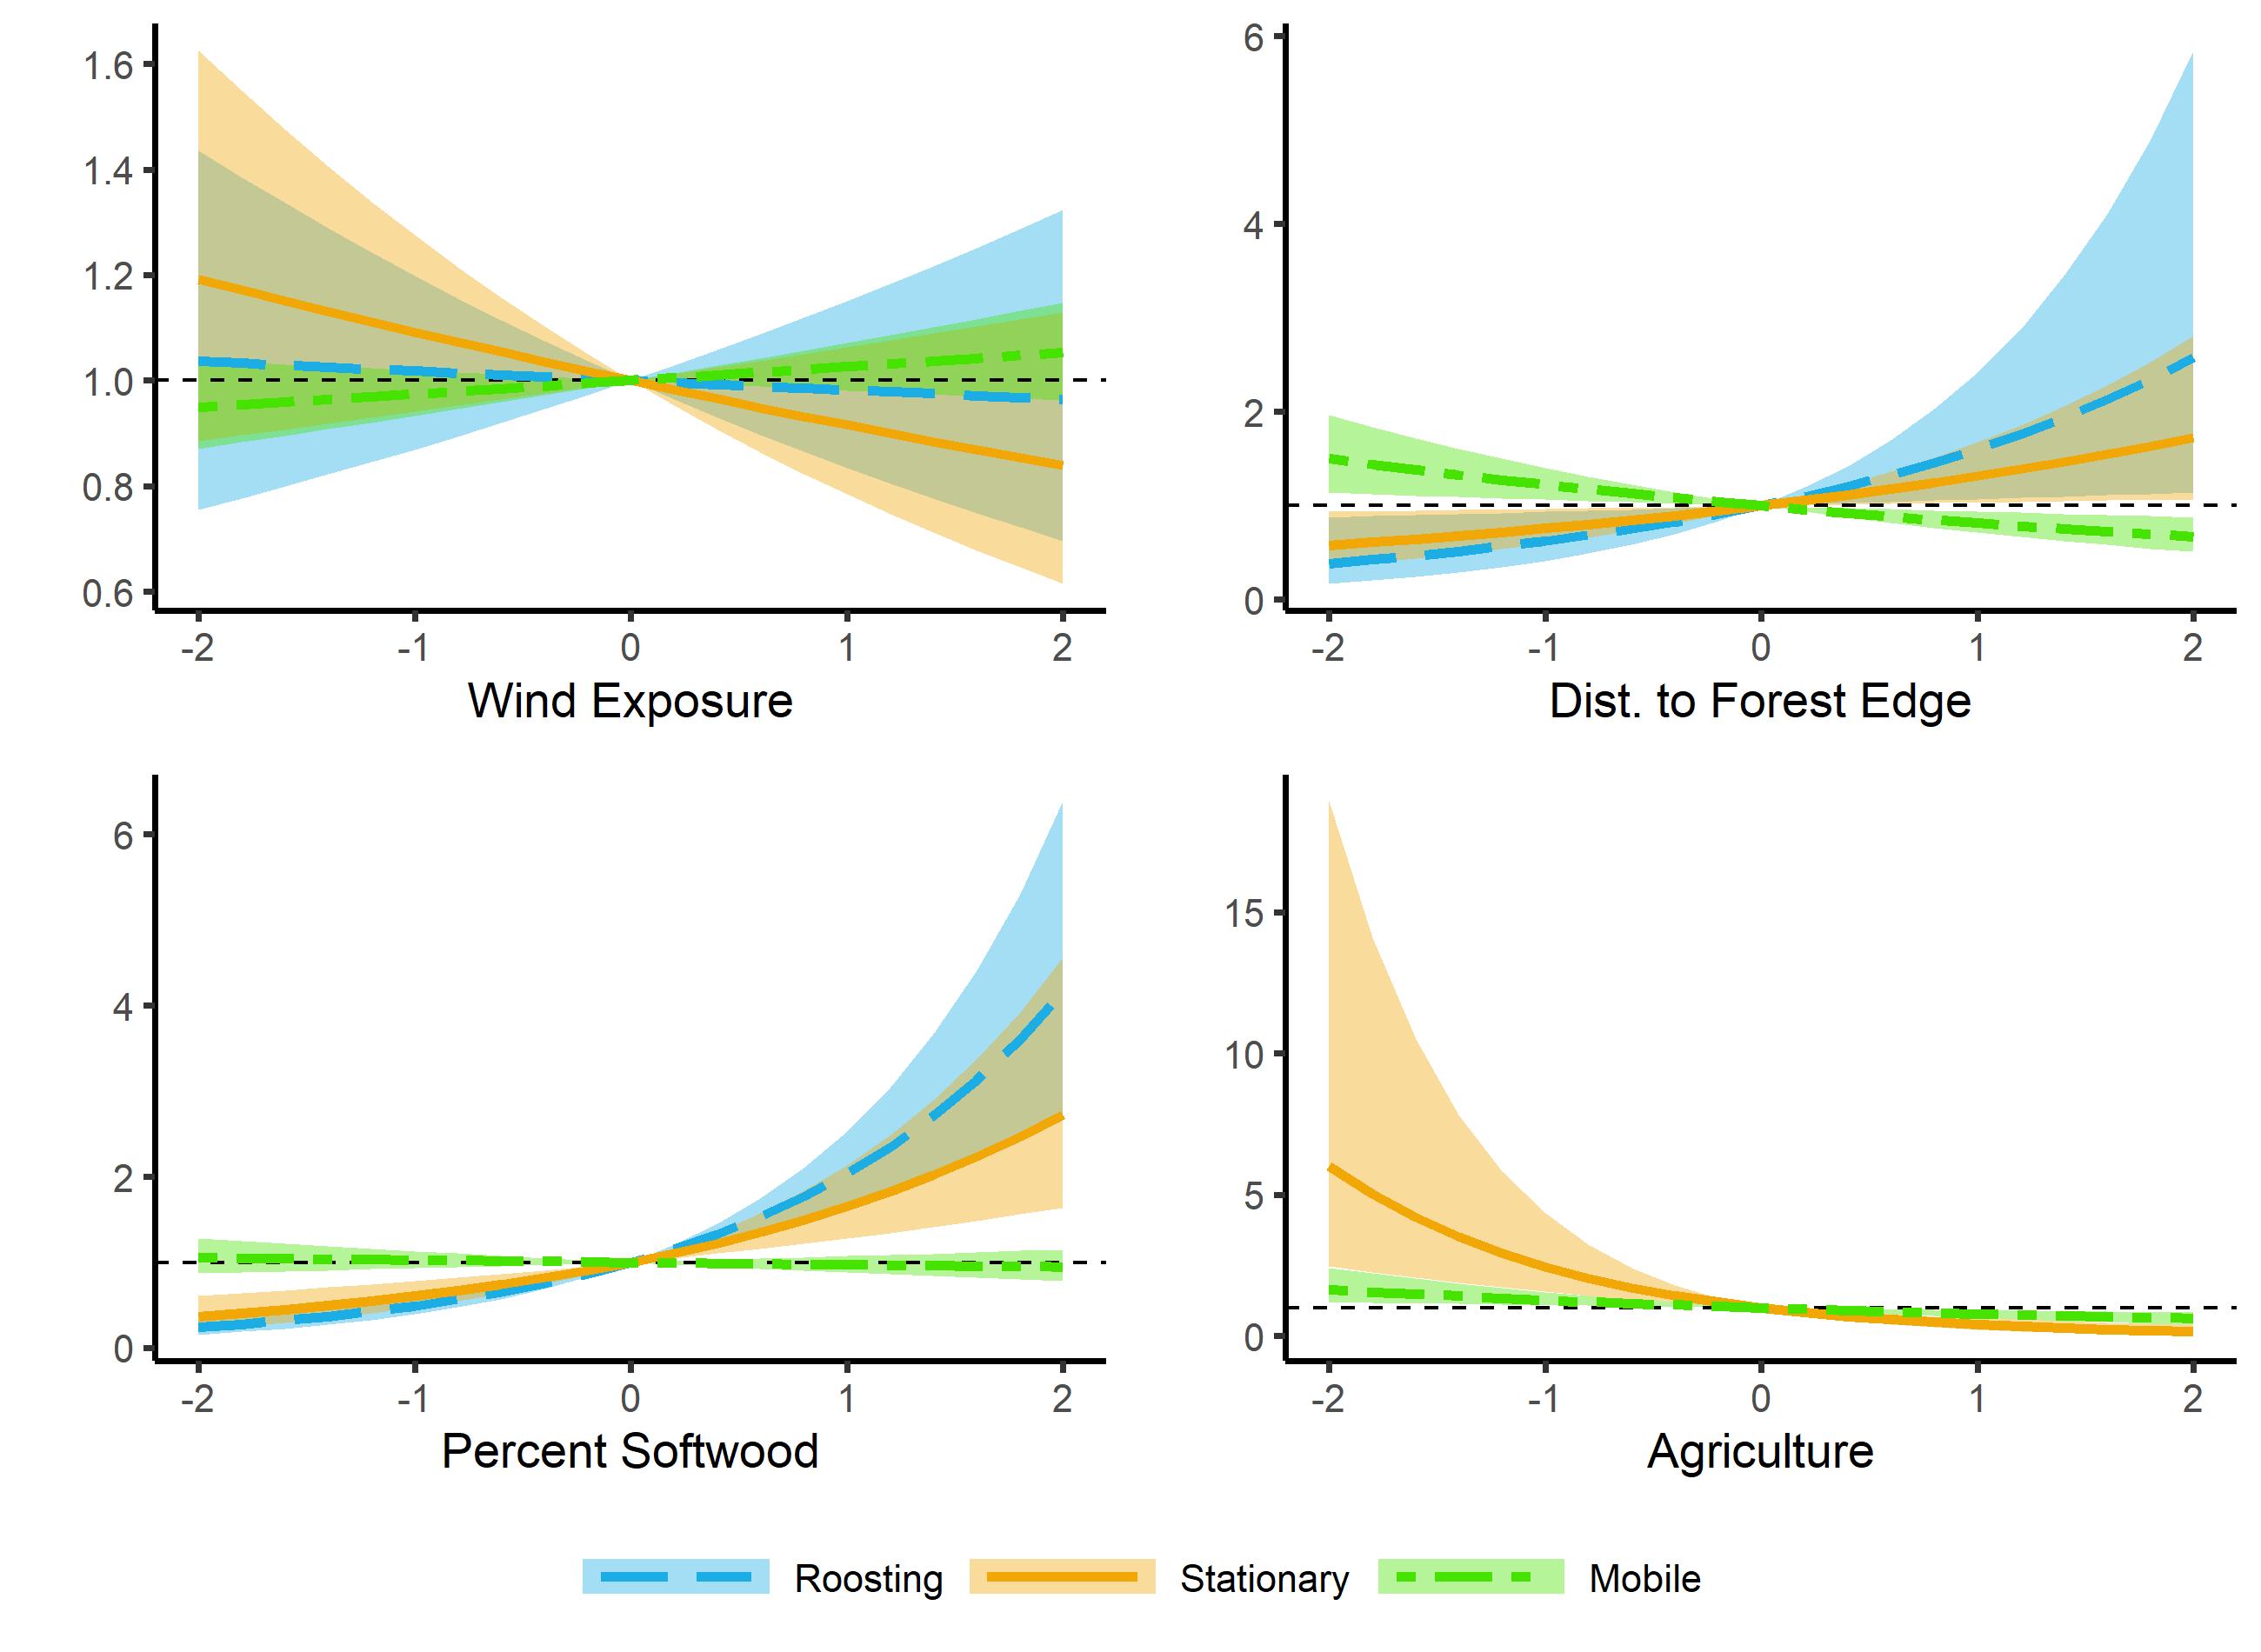 1.6
1.4
1.2
1.0
0.8
0.6
-2 -1 0 1 2
Wind Exposure
6
4
2
0
-2 -1 0 1 2
Dist. to Forest Edge
6
4
2
0
-2 -1 0 1 2
Percent Softwood
15
10
5
0
-2 -1 0 1 2
Agriculture
Roosting Stationary Mobile